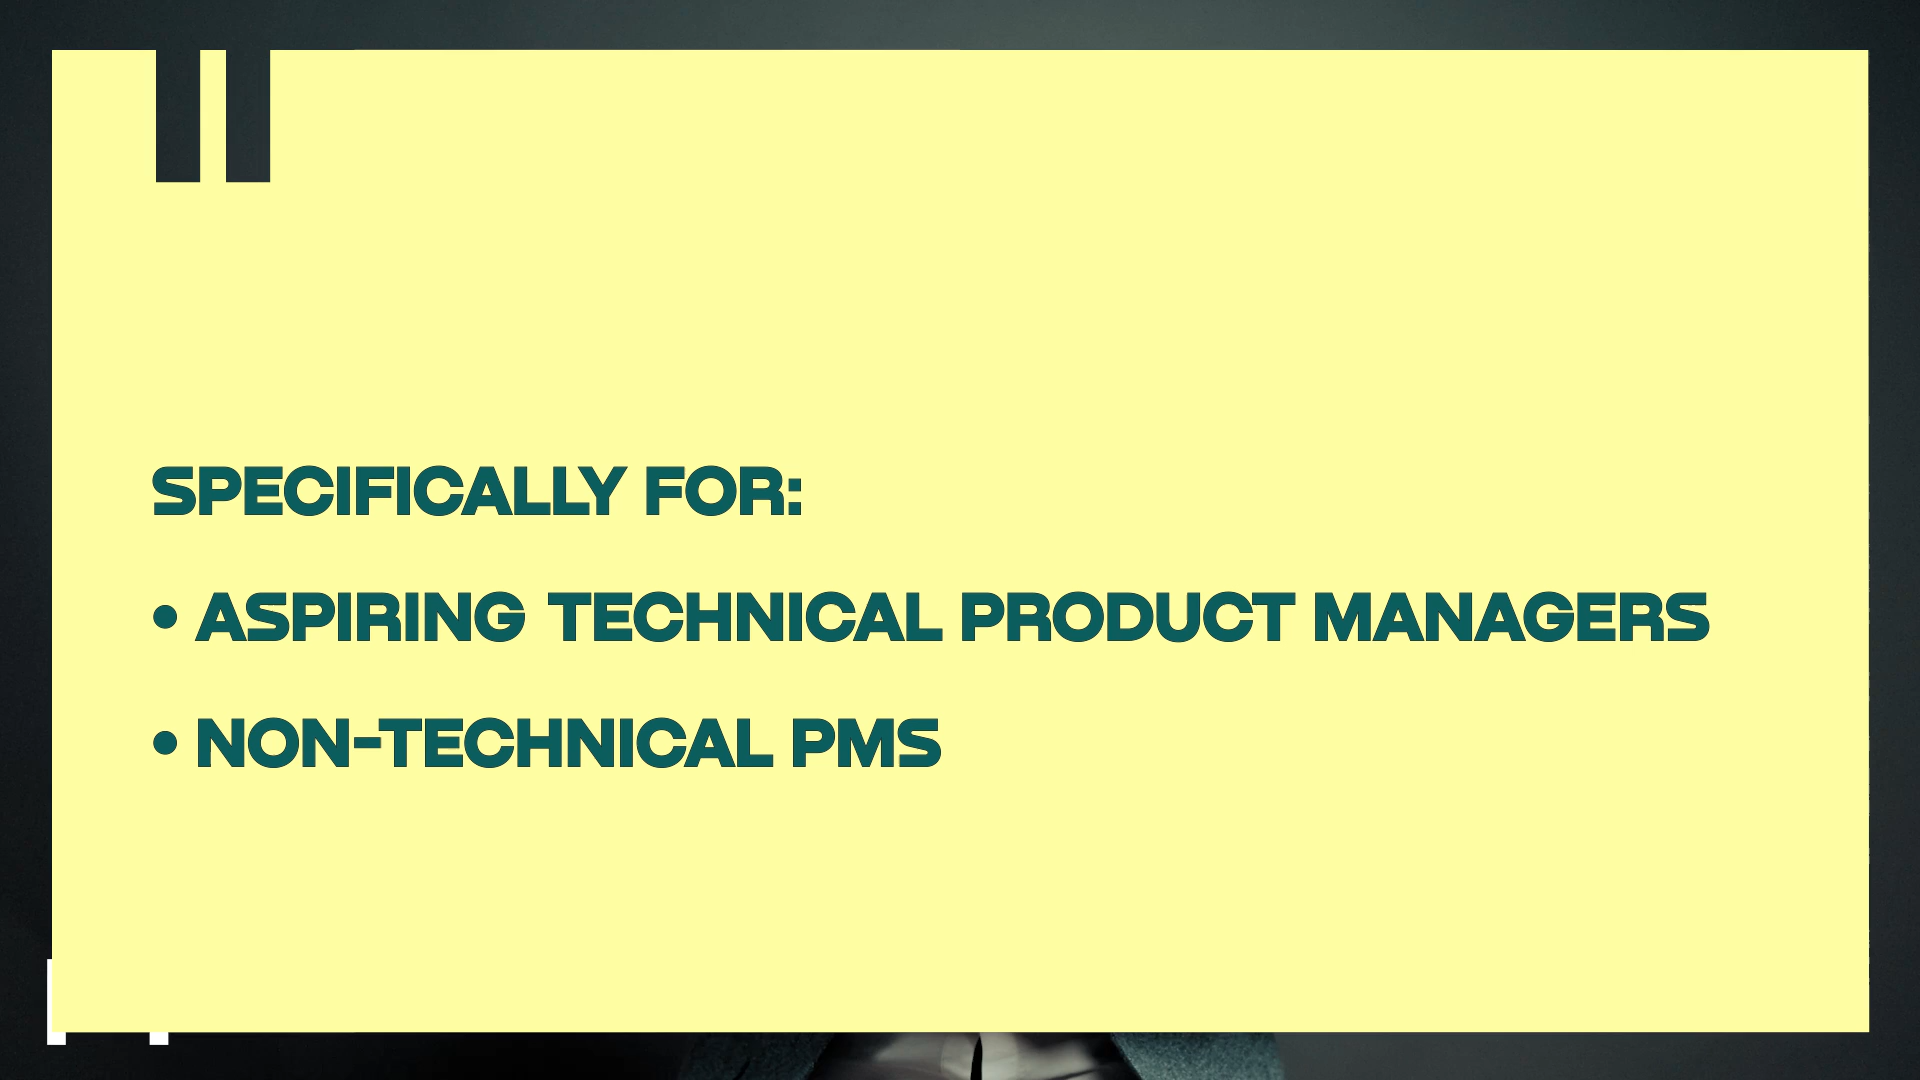 SPECIFICALLY FOR:
• ASPIRING TECHNICAL PRODUCT MANAGERS
• NON-TECHNICAL PMS